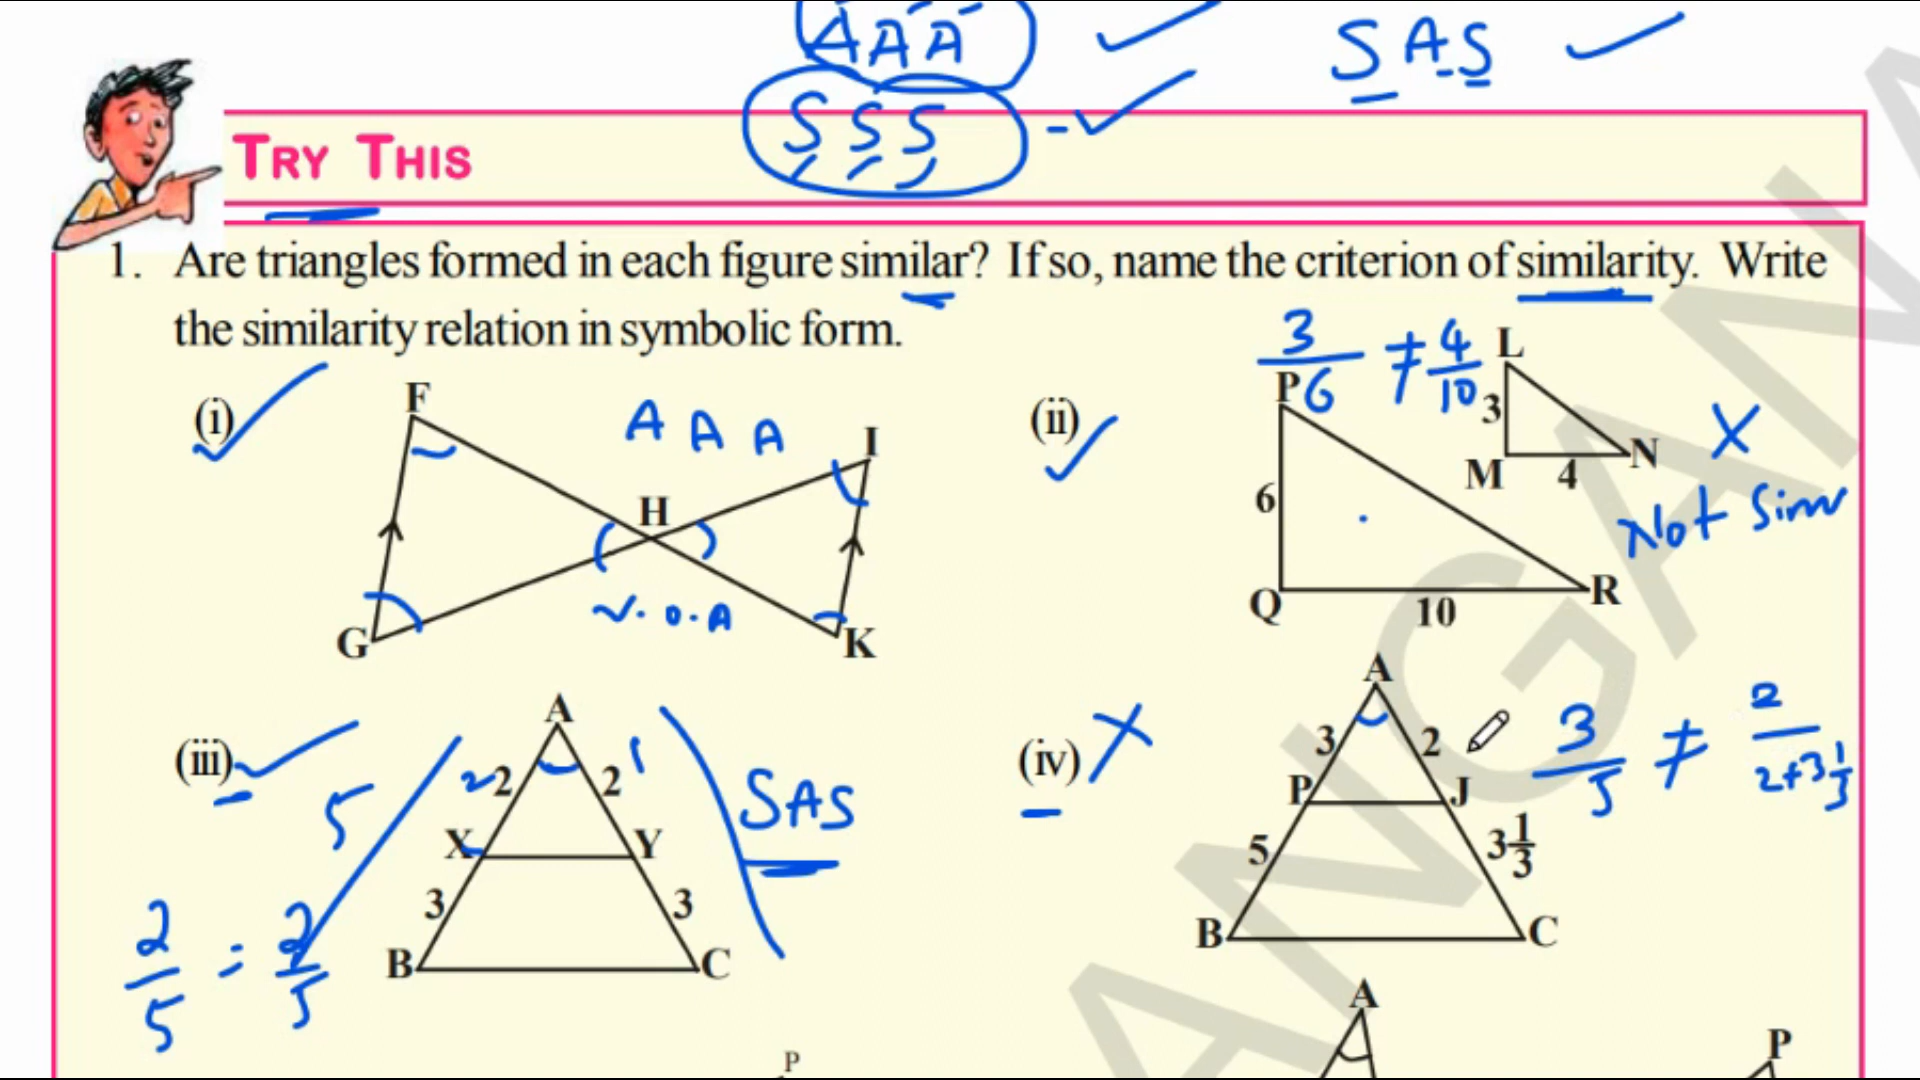 AAA ✓ SAS ✓
SSS - ✓
TRY THIS
1. Are triangles formed in each figure similar? If so, name the criterion of similarity. Write
the similarity relation in symbolic form.
(i)
F
A A A
I
H
G
K
V.O.A
(ii)
3/6 ≠ 4/10
L
P
3
M
4
N
X
Not Sim
6
Q
10
R
(iii)
A
2 2
2 1
5
SAS
X
Y
3
3
B
C
2/5 = 2/5
(iv) X
A
3
2
3/5 ≠ 2/2+3 1/3
P
J
5
3 1/3
B
C
A
P
P
ANGANA